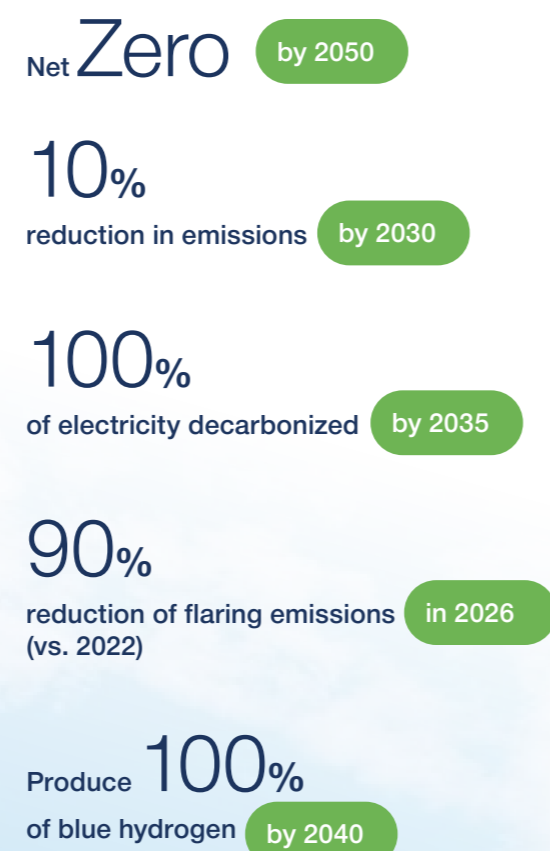 Net Zero by 2050
10%
reduction in emissions by 2030
100%
of electricity decarbonized by 2035
90%
reduction of flaring emissions in 2026
(vs. 2022)
Produce 100%
of blue hydrogen by 2040